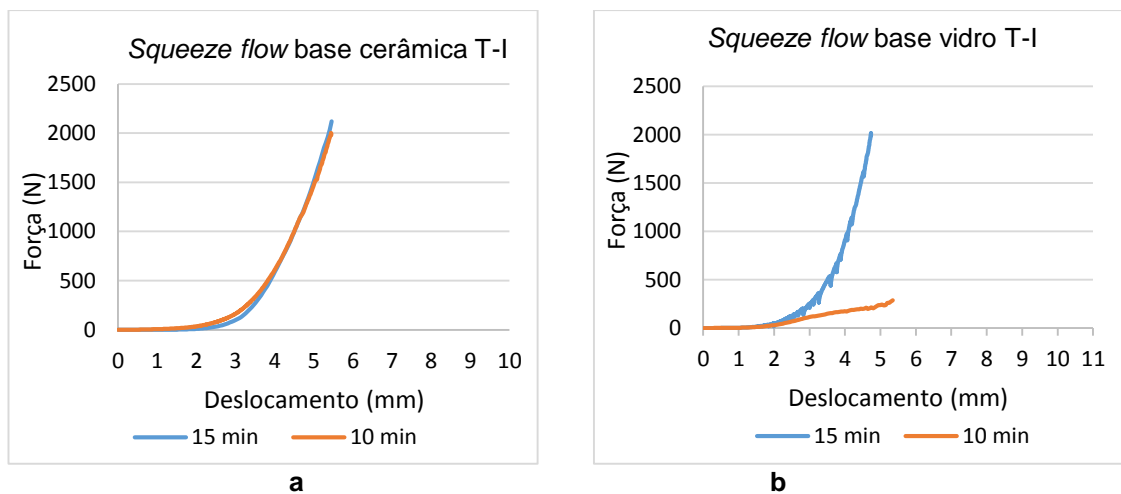 Squeeze flow base cerâmica T-I
2500
2000
1500
1000
500
0
Força (N)
0 1 2 3 4 5 6 7 8 9 10
Deslocamento (mm)
15 min 10 min
a
Squeeze flow base vidro T-I
2500
2000
1500
1000
500
0
Força (N)
0 1 2 3 4 5 6 7 8 9 10 11
Deslocamento (mm)
15 min 10 min
b